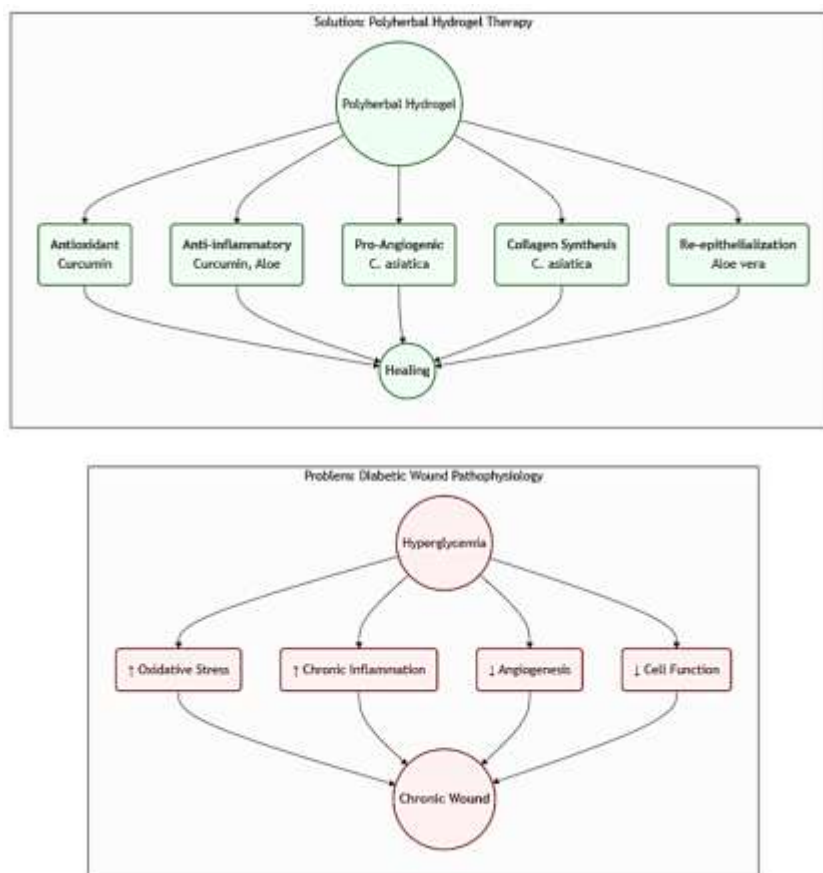 Solution: Polyherbal Hydrogel Therapy
Polyherbal Hydrogel
Antioxidant
Curcumin
Anti-inflammatory
Curcumin, Aloe
Pro-Angiogenic
C. asiatica
Collagen Synthesis
C. asiatica
Re-epithelialization
Aloe vera
Healing
Problem: Diabetic Wound Pathophysiology
Hyperglycemia
↑ Oxidative Stress
↑ Chronic Inflammation
↓ Angiogenesis
↓ Cell Function
Chronic Wound